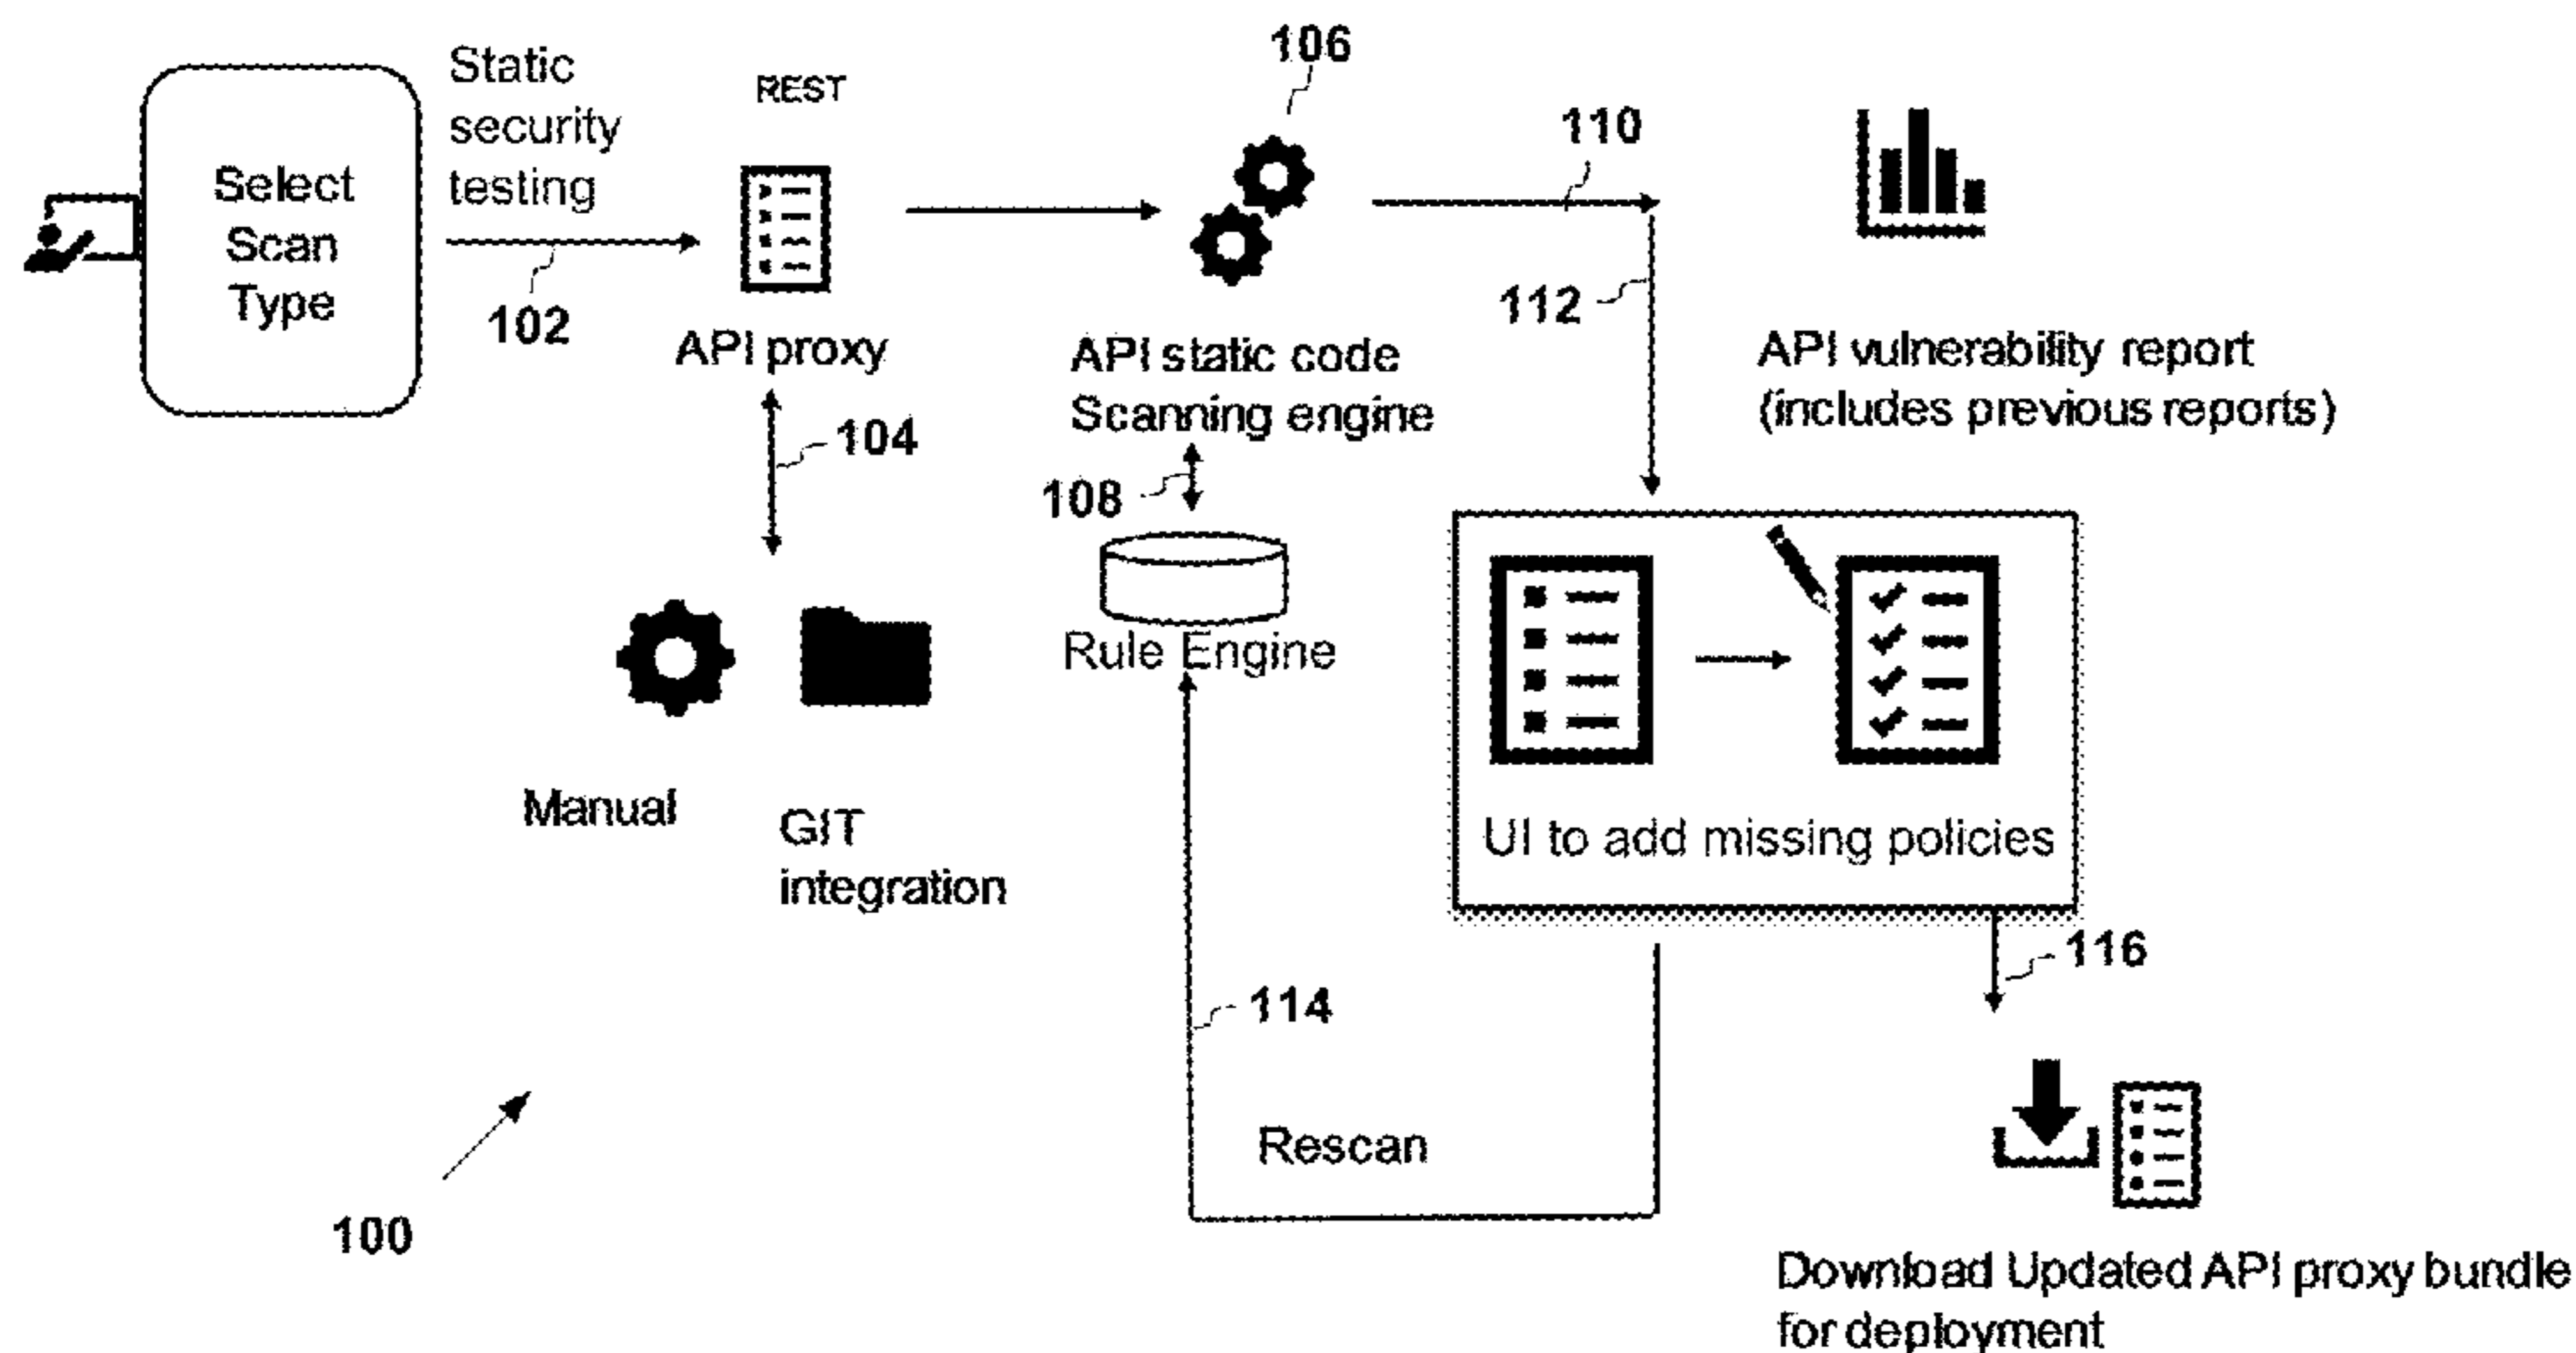 106
Static
security
testing
REST
110
Select
Scan
Type
102
112
API proxy
API static code
Scanning engine
API vulnerability report
(includes previous reports)
104
108
Rule Engine
Manual
GIT
integration
UI to add missing policies
116
114
Rescan
100
Download Updated API proxy bundle
for deployment